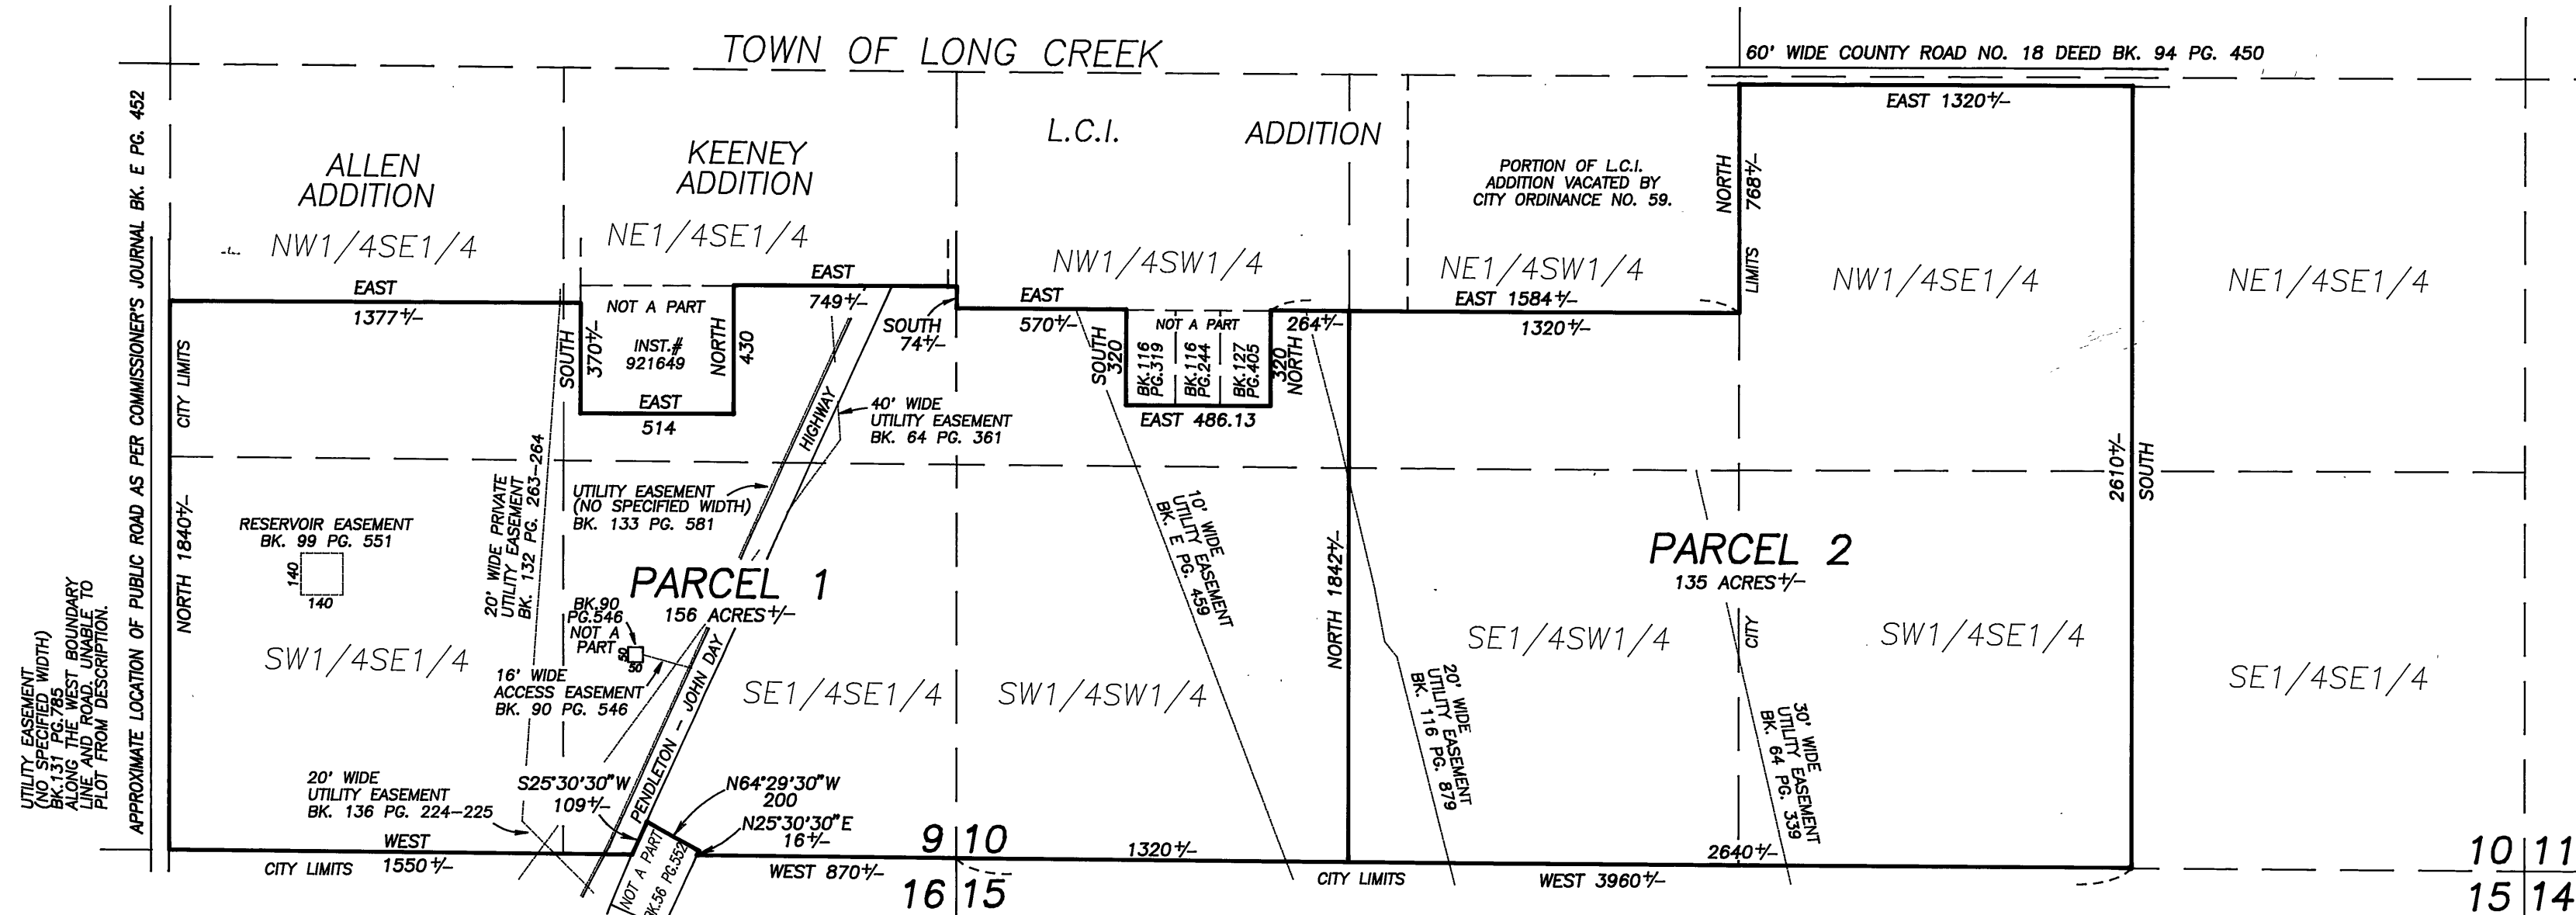 TOWN OF LONG CREEK
60' WIDE COUNTY ROAD NO. 18 DEED BK. 94 PG. 450
EAST 1320+/-
APPROXIMATE LOCATION OF PUBLIC ROAD AS PER COMMISSIONER'S JOURNAL BK. E PG. 452
ALLEN
ADDITION
KEENEY
ADDITION
L.C.I.
ADDITION
PORTION OF L.C.I.
ADDITION VACATED BY
CITY ORDINANCE NO. 59.
NORTH
768+/-
LIMITS
NW1/4SE1/4
NE1/4SE1/4
NW1/4SW1/4
NE1/4SW1/4
NW1/4SE1/4
NE1/4SE1/4
EAST
1377+/-
CITY LIMITS
SOUTH
370+/-
NOT A PART
INST.#
921649
NORTH
430
EAST
514
EAST
749+/-
SOUTH
74+/-
EAST
570+/-
SOUTH
320
NOT A PART
BK.116
PG.319
BK.116
PG.244
BK.127
PG.405
EAST 486.13
320
NORTH
264+/-
EAST 1584+/-
1320+/-
HIGHWAY
40' WIDE
UTILITY EASEMENT
BK. 64 PG. 361
NORTH 1840+/-
RESERVOIR EASEMENT
BK. 99 PG. 551
140
140
20' WIDE PRIVATE
UTILITY EASEMENT
BK. 132 PG. 263-264
UTILITY EASEMENT
(NO SPECIFIED WIDTH)
BK. 133 PG. 581
PARCEL 1
156 ACRES+/-
BK.90
PG.546
NOT A
PART
50
50
16' WIDE
ACCESS EASEMENT
BK. 90 PG. 546
10' WIDE
UTILITY EASEMENT
BK. E PG. 459
NORTH 1842+/-
PARCEL 2
135 ACRES+/-
2610+/-
SOUTH
SW1/4SE1/4
SE1/4SE1/4
SW1/4SW1/4
SE1/4SW1/4
CITY
SW1/4SE1/4
SE1/4SE1/4
UTILITY EASEMENT
(NO SPECIFIED WIDTH)
BK.131 PG.785
ALONG THE WEST BOUNDARY
LINE AND ROAD. UNABLE TO
PLOT FROM DESCRIPTION.
20' WIDE
UTILITY EASEMENT
BK. 136 PG. 224-225
PENDLETON - JOHN DAY
S25°30'30"W
109+/-
N64°29'30"W
200
N25°30'30"E
16+/-
20' WIDE
UTILITY EASEMENT
BK. 116 PG. 879
30' WIDE
UTILITY EASEMENT
BK. 64 PG. 339
WEST
CITY LIMITS 1550+/-
NOT A PART
BK.56 PG.552
WEST 870+/-
9 10
16 15
1320+/-
CITY LIMITS
2640+/-
WEST 3960+/-
10 11
15 14